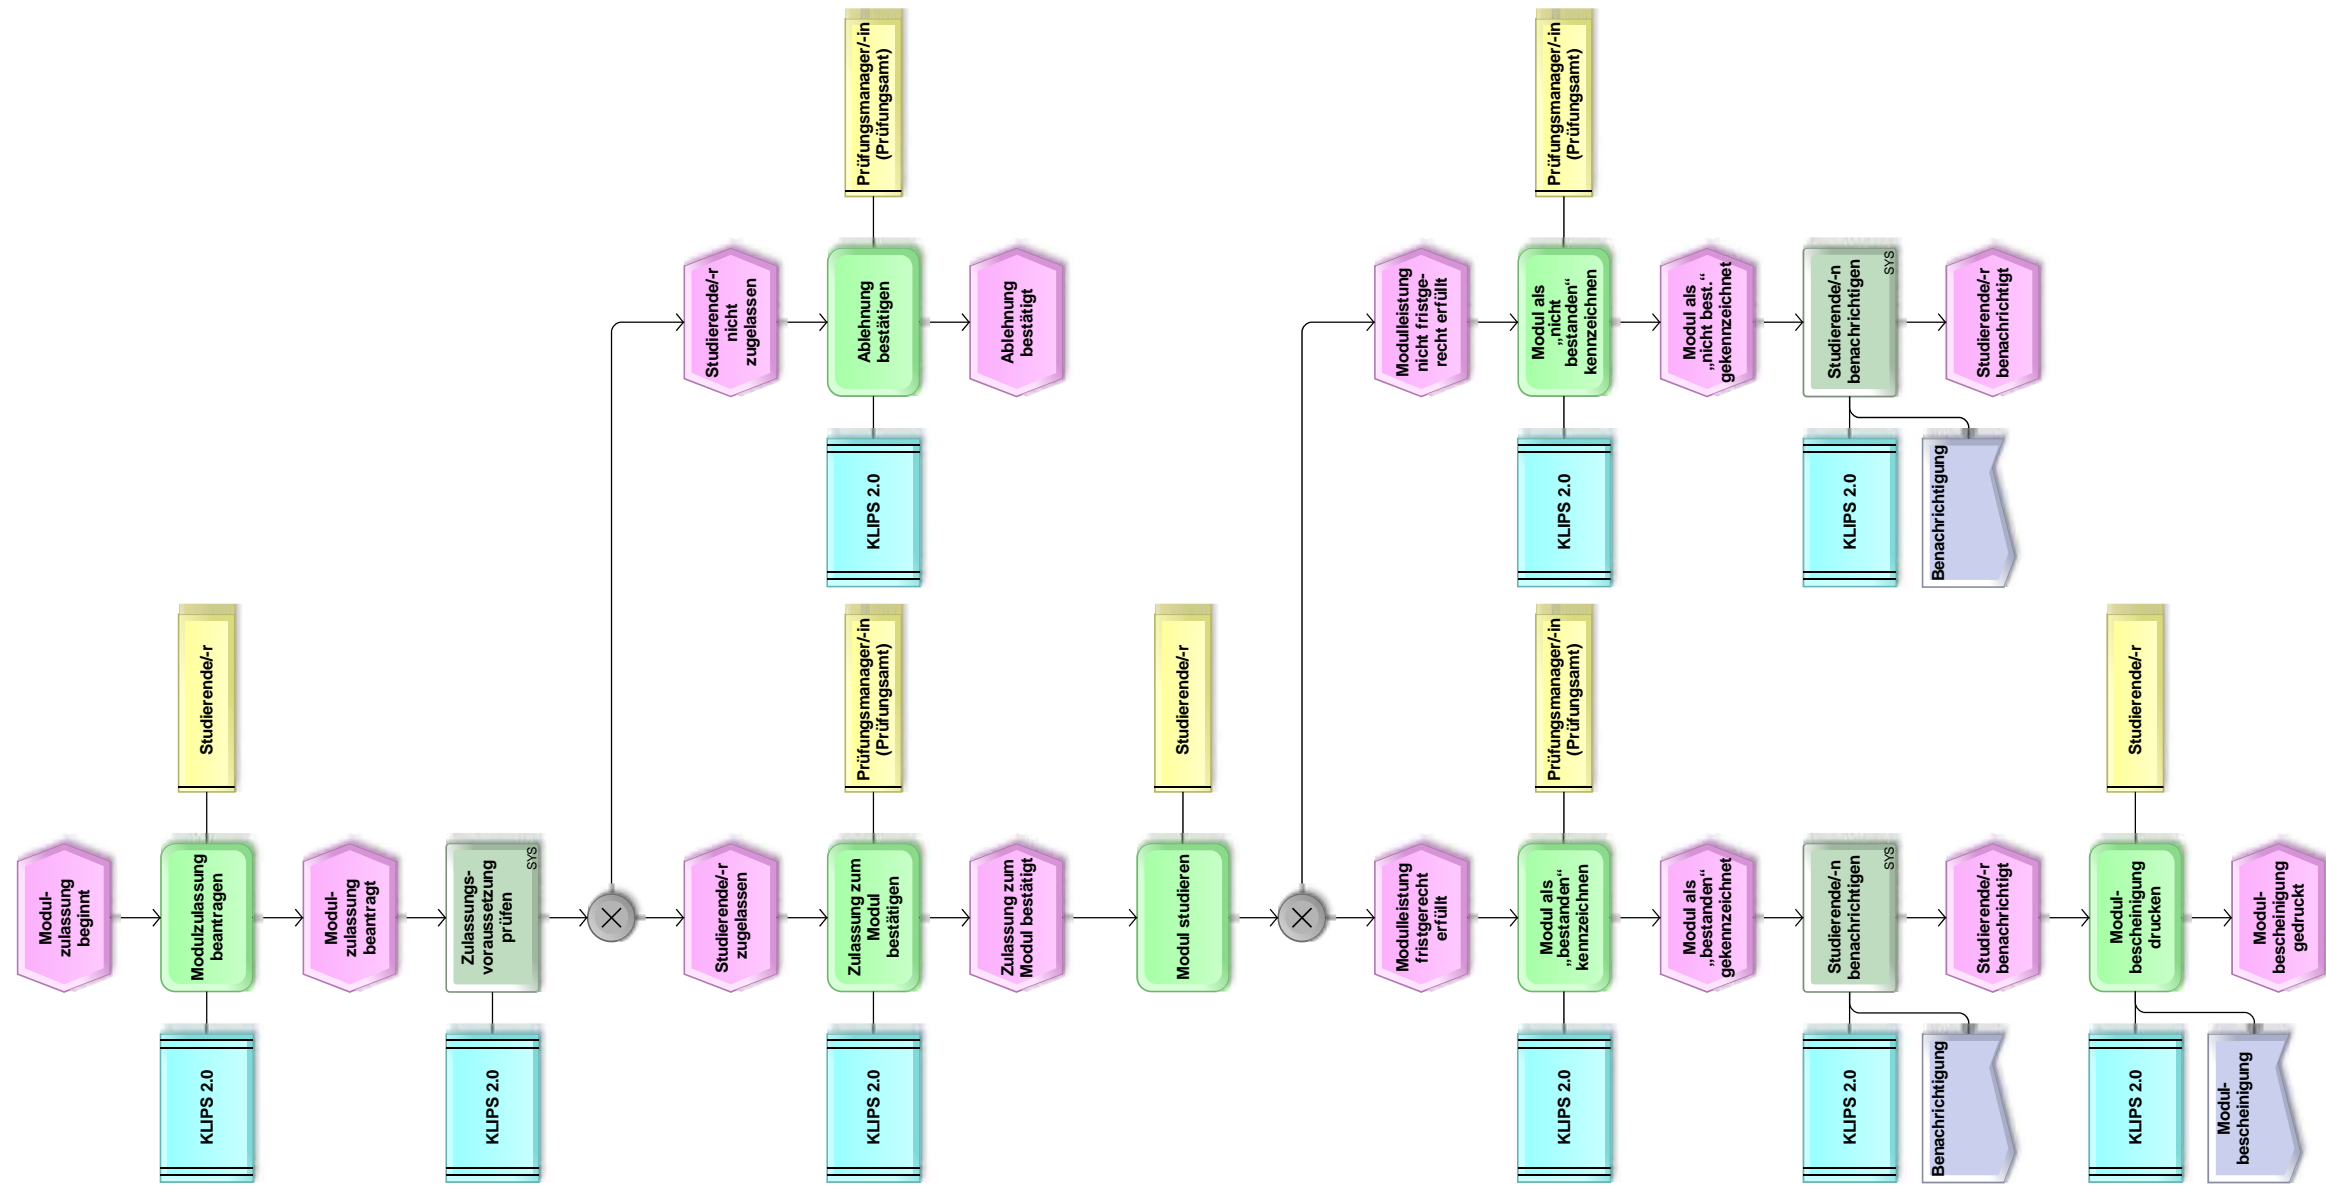 Modul-
zulassung
beginnt
Studierende/-r
Modulzulassung
beantragen
KLIPS 2.0
Modul-
zulassung
beantragt
Zulassungs-
voraussetzung
prüfen
SYS
KLIPS 2.0
Studierende/-r
nicht
zugelassen
Prüfungsmanager/-in
(Prüfungsamt)
Ablehnung
bestätigen
KLIPS 2.0
Ablehnung
bestätigt
Studierende/-r
zugelassen
Prüfungsmanager/-in
(Prüfungsamt)
Zulassung zum
Modul
bestätigen
KLIPS 2.0
Zulassung zum
Modul bestätigt
Studierende/-r
Modul studieren
Modulleistung
nicht fristge-
recht erfüllt
Prüfungsmanager/-in
(Prüfungsamt)
Modul als
„nicht
bestanden“
kennzeichnen
KLIPS 2.0
Modul als
„nicht best.“
gekennzeichnet
Studierende/-n
benachrichtigen
SYS
KLIPS 2.0
Benachrichtigung
Studierende/-r
benachrichtigt
Modulleistung
fristgerecht
erfüllt
Prüfungsmanager/-in
(Prüfungsamt)
Modul als
„bestanden“
kennzeichnen
KLIPS 2.0
Modul als
„bestanden“
gekennzeichnet
Studierende/-n
benachrichtigen
SYS
KLIPS 2.0
Benachrichtigung
Studierende/-r
benachrichtigt
Studierende/-r
Modul-
bescheinigung
drucken
KLIPS 2.0
Modul-
bescheinigung
Modul-
bescheinigung
gedruckt